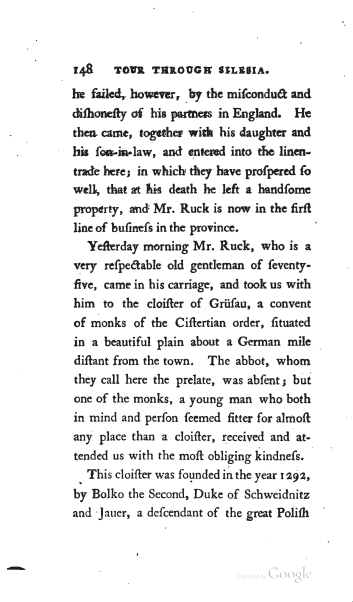 148 TOUR THROUGH SILESIA.
he failed, however, by the miſconduct and
diſhoneſty of his partners in England. He
then came, together with his daughter and
his ſon-in-law, and entered into the linen-
trade here; in which they have proſpered ſo
well, that at his death he left a handſome
property, and Mr. Ruck is now in the firſt
line of buſineſs in the province.
Yeſterday morning Mr. Ruck, who is a
very reſpectable old gentleman of ſeventy-
five, came in his carriage, and took us with
him to the cloiſter of Grüſau, a convent
of monks of the Ciſtertian order, ſituated
in a beautiful plain about a German mile
diſtant from the town. The abbot, whom
they call here the prelate, was abſent; but
one of the monks, a young man who both
in mind and perſon ſeemed fitter for almoſt
any place than a cloiſter, received and at-
tended us with the moſt obliging kindneſs.
This cloiſter was founded in the year 1292,
by Bolko the Second, Duke of Schweidnitz
and Jauer, a deſcendant of the great Poliſh
Digitized by Google